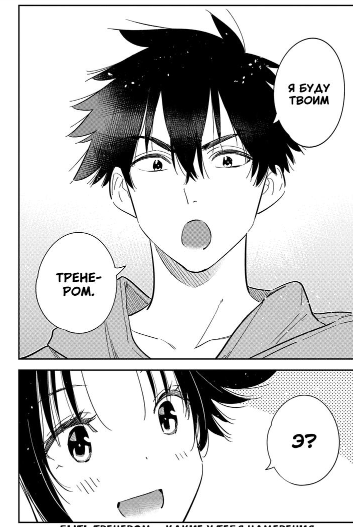 Я БУДУ
ТВОИМ
ТРЕНЕ-
РОМ.
Э?